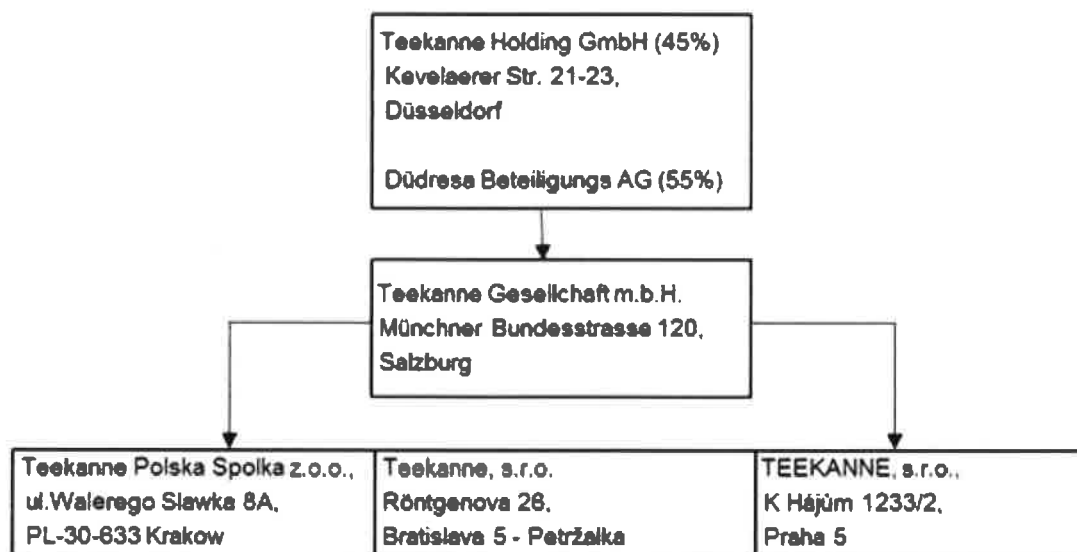 Teekanne Holding GmbH (45%)
Kevelaerer Str. 21-23,
Düsseldorf
Düdresa Beteiligungs AG (55%)
Teekanne Gesellchaft m.b.H.
Münchner Bundesstrasse 120,
Salzburg
Teekanne Polska Spolka z.o.o.,
ul.Walerego Slawka 8A,
PL-30-633 Krakow
Teekanne, s.r.o.
Röntgenova 26,
Bratislava 5 - Petržalka
TEEKANNE, s.r.o.,
K Hájům 1233/2,
Praha 5